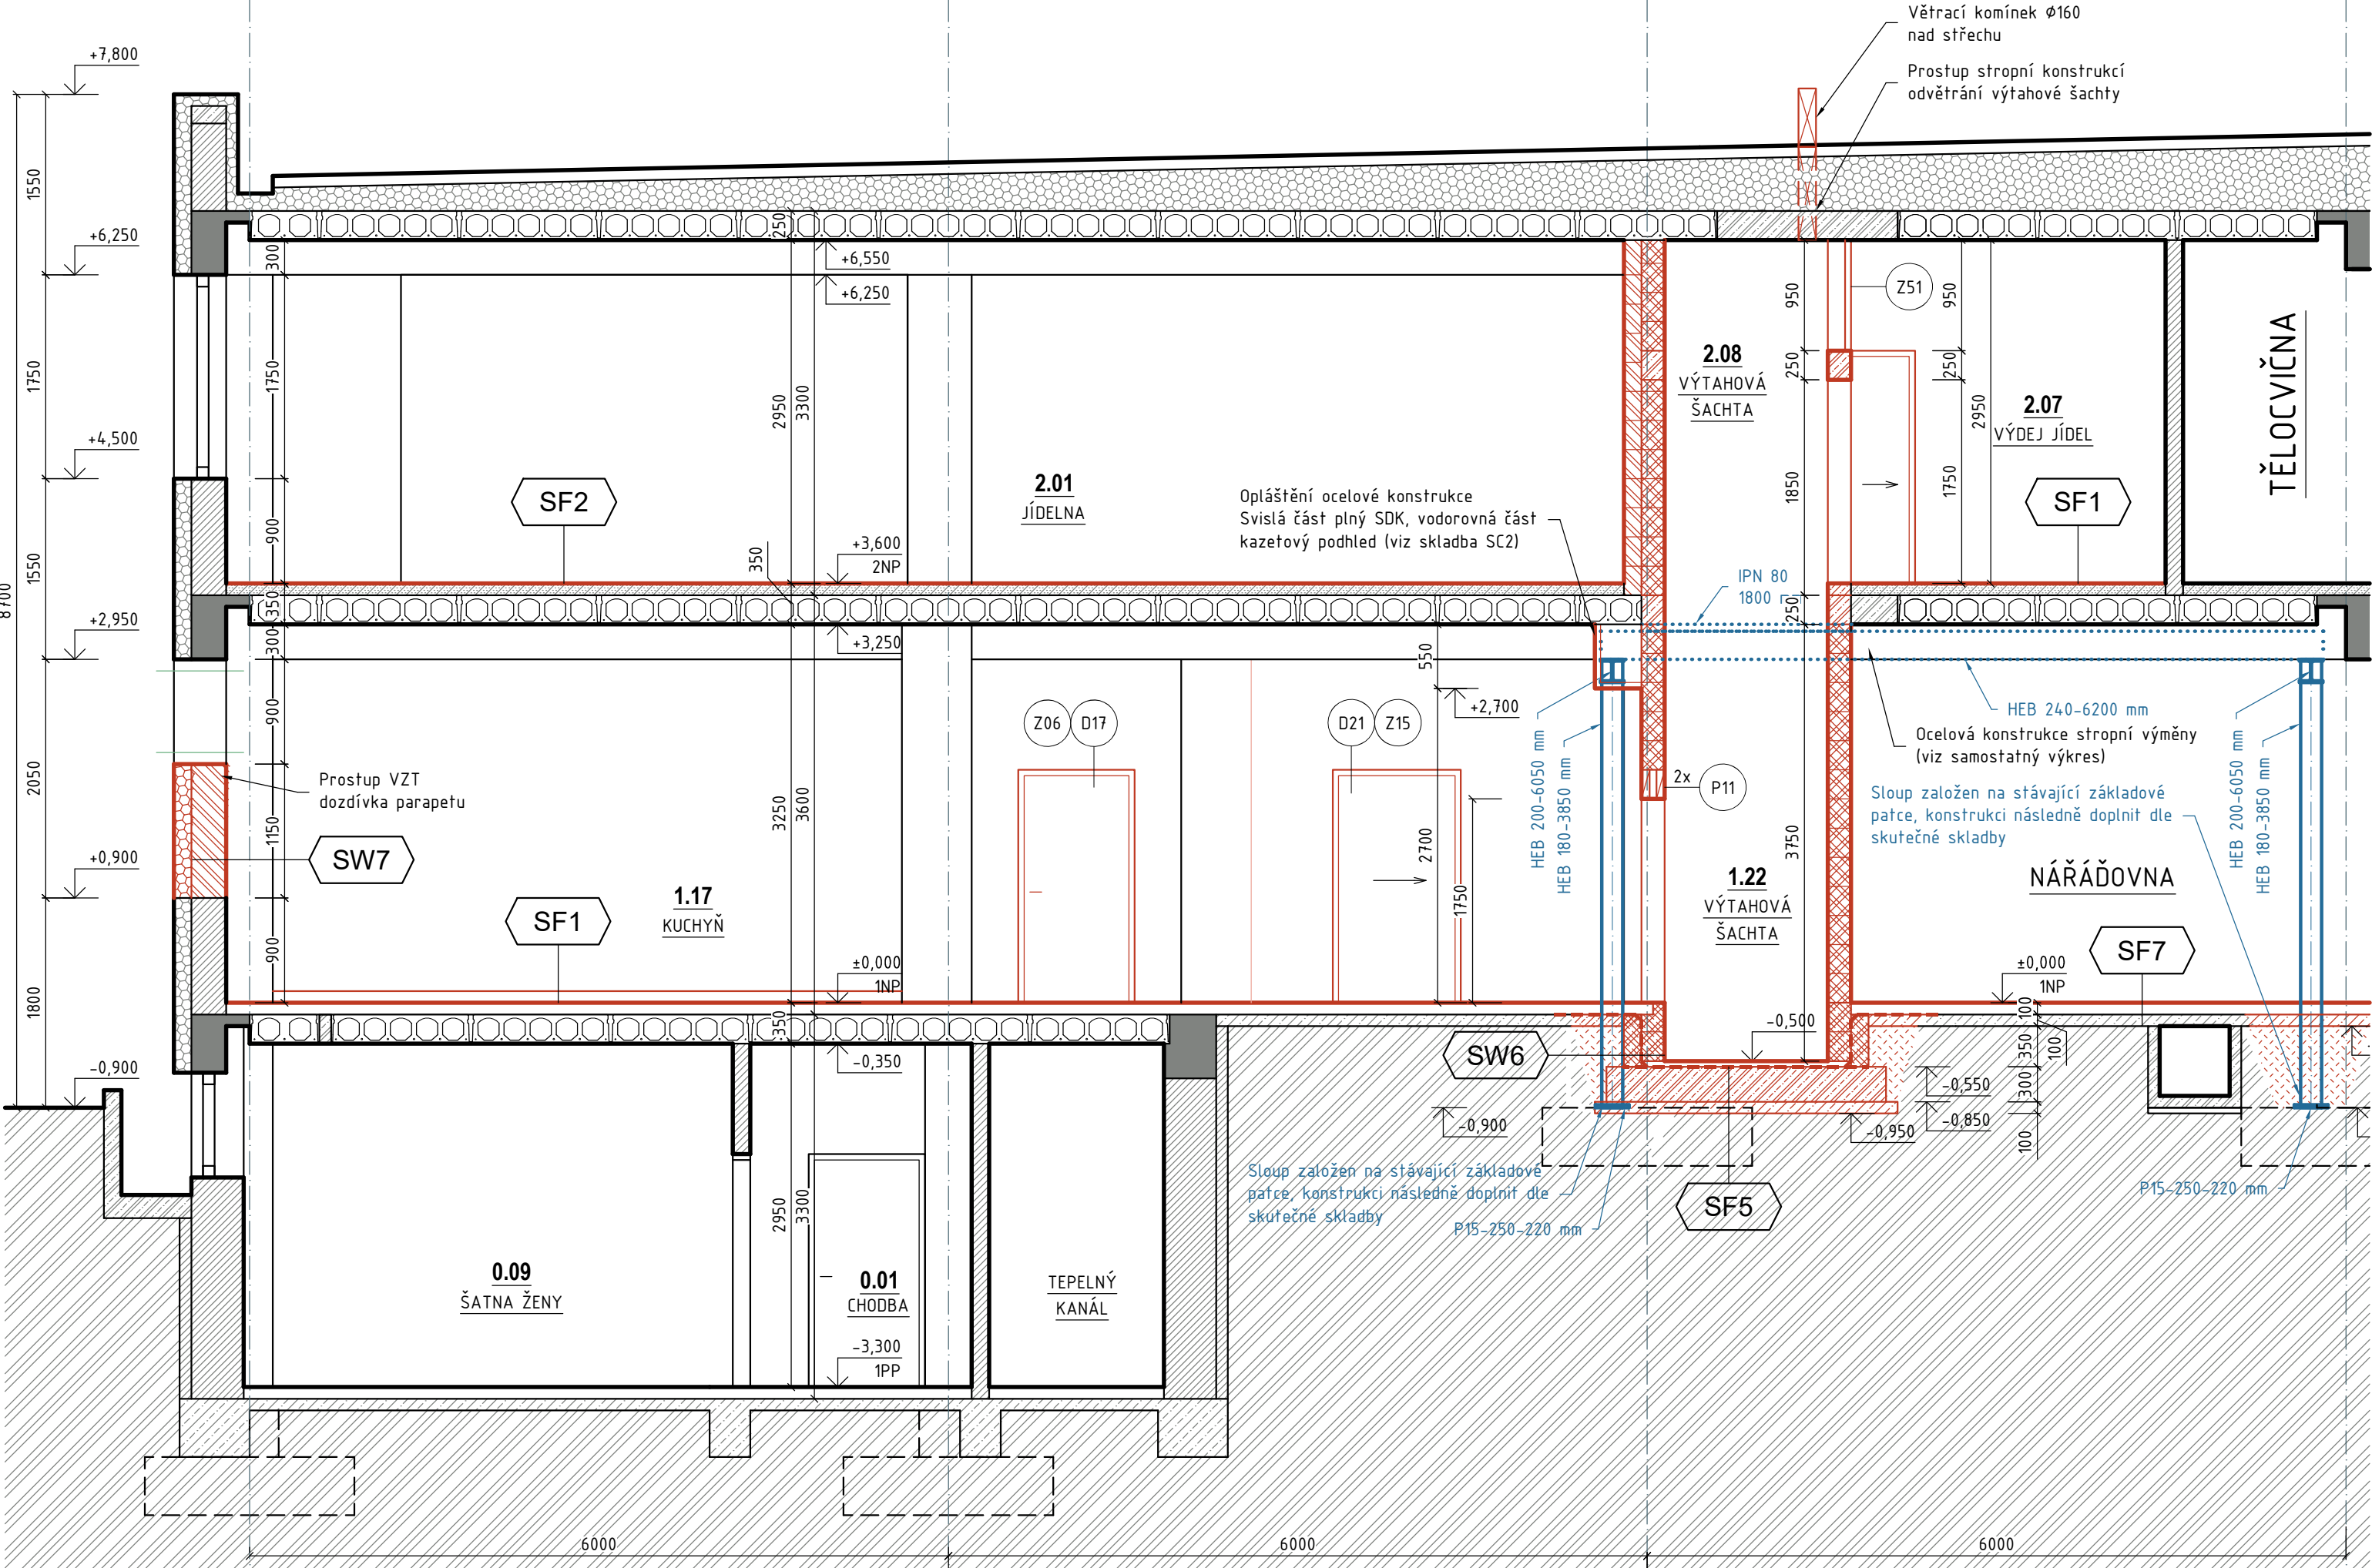 Větrací komínek Ø160
nad střechu
Prostup stropní konstrukcí
odvětrání výtahové šachty
+7,800
1550
+6,250
1750
+4,500
1550
+2,950
2050
+0,900
1800
-0,900
8700
300
1750
900
350
300
900
1150
900
250
2950
3300
+6,550
+6,250
350
+3,600
2NP
+3,250
3250
3600
±0,000
1NP
350
-0,350
2950
3300
-3,300
1PP
SF2
2.01
JÍDELNA
Opláštění ocelové konstrukce
Svislá část plný SDK, vodorovná část
kazetový podhled (viz skladba SC2)
2.08
VÝTAHOVÁ
ŠACHTA
950
250
1850
250
3750
Z51
950
250
1750
2950
2.07
VÝDEJ JÍDEL
SF1
TĚLOCVIČNA
IPN 80
1800
Prostup VZT
dozdívka parapetu
SW7
SF1
1.17
KUCHYŇ
Z06
D17
D21
Z15
550
+2,700
2700
1750
HEB 200-6050 mm
HEB 180-3850 mm
2x
P11
1.22
VÝTAHOVÁ
ŠACHTA
HEB 240-6200 mm
Ocelová konstrukce stropní výměny
(viz samostatný výkres)
Sloup založen na stávající základové
patce, konstrukci následně doplnit dle
skutečné skladby
HEB 200-6050 mm
HEB 180-3850 mm
NÁŘÁĎOVNA
SF7
±0,000
1NP
100
350
100
300
100
-0,500
SW6
-0,550
-0,850
-0,900
-0,950
Sloup založen na stávající základové
patce, konstrukci následně doplnit dle
skutečné skladby
P15-250-220 mm
SF5
P15-250-220 mm
0.09
ŠATNA ŽENY
0.01
CHODBA
TEPELNÝ
KANÁL
6000
6000
6000